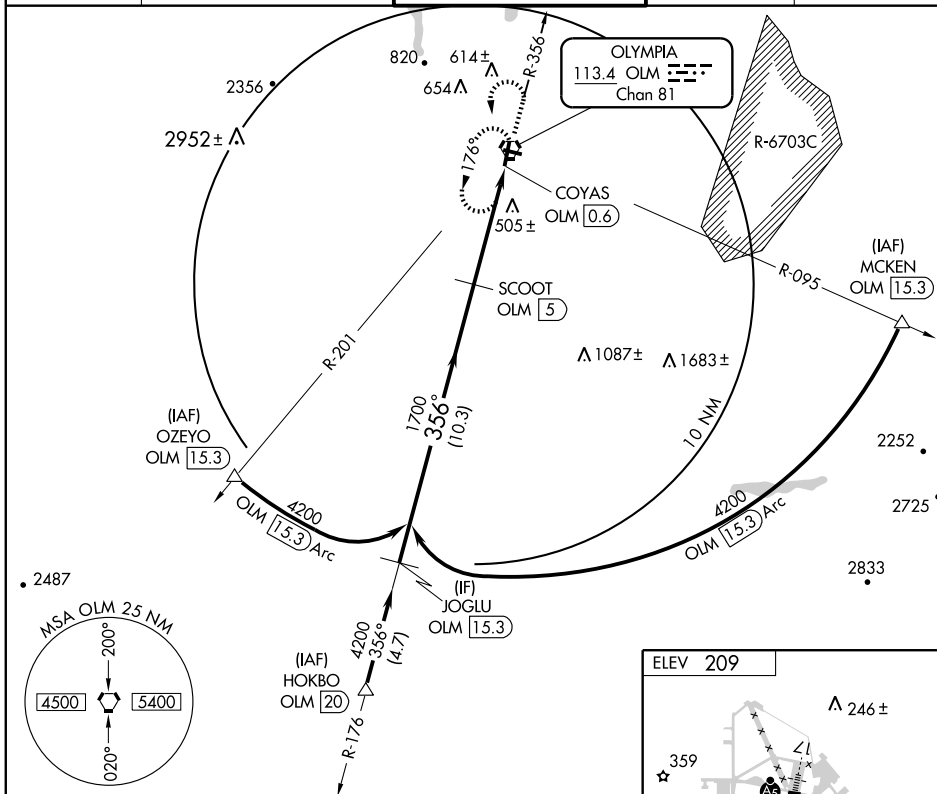 OLYMPIA
113.4 OLM
Chan 81
R-356
820
614±
654
2356
2952±
176°
R-6703C
COYAS
OLM 0.6
505±
R-095
(IAF)
MCKEN
OLM 15.3
SCOOT
OLM 5
R-201
1087±
1683±
1700
356°
(10.3)
10 NM
(IAF)
OZEYO
OLM 15.3
4200
OLM 15.3 Arc
4200
OLM 15.3 Arc
2252
2725
2833
2487
(IF)
JOGLU
OLM 15.3
MSA OLM 25 NM
200°
4500
5400
020°
4200
356°
(4.7)
(IAF)
HOKBO
OLM 20
R-176
ELEV 209
246±
359
17
A5